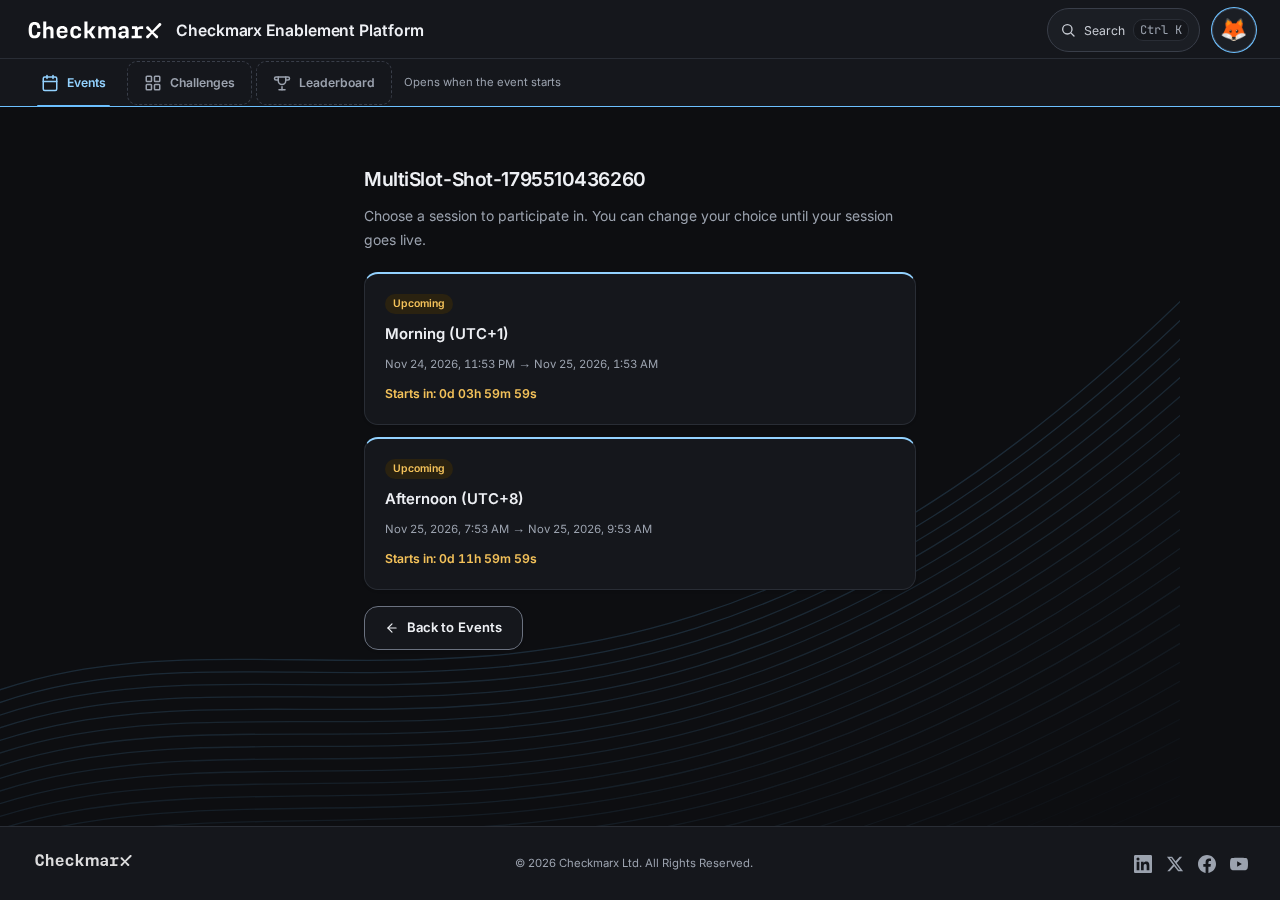 Checkmarx Checkmarx Enablement Platform Search Ctrl K
Events Challenges Leaderboard Opens when the event starts
MultiSlot-Shot-1795510436260
Choose a session to participate in. You can change your choice until your session
goes live.
Upcoming
Morning (UTC+1)
Nov 24, 2026, 11:53 PM → Nov 25, 2026, 1:53 AM
Starts in: 0d 03h 59m 59s
Upcoming
Afternoon (UTC+8)
Nov 25, 2026, 7:53 AM → Nov 25, 2026, 9:53 AM
Starts in: 0d 11h 59m 59s
← Back to Events
Checkmarx © 2026 Checkmarx Ltd. All Rights Reserved.